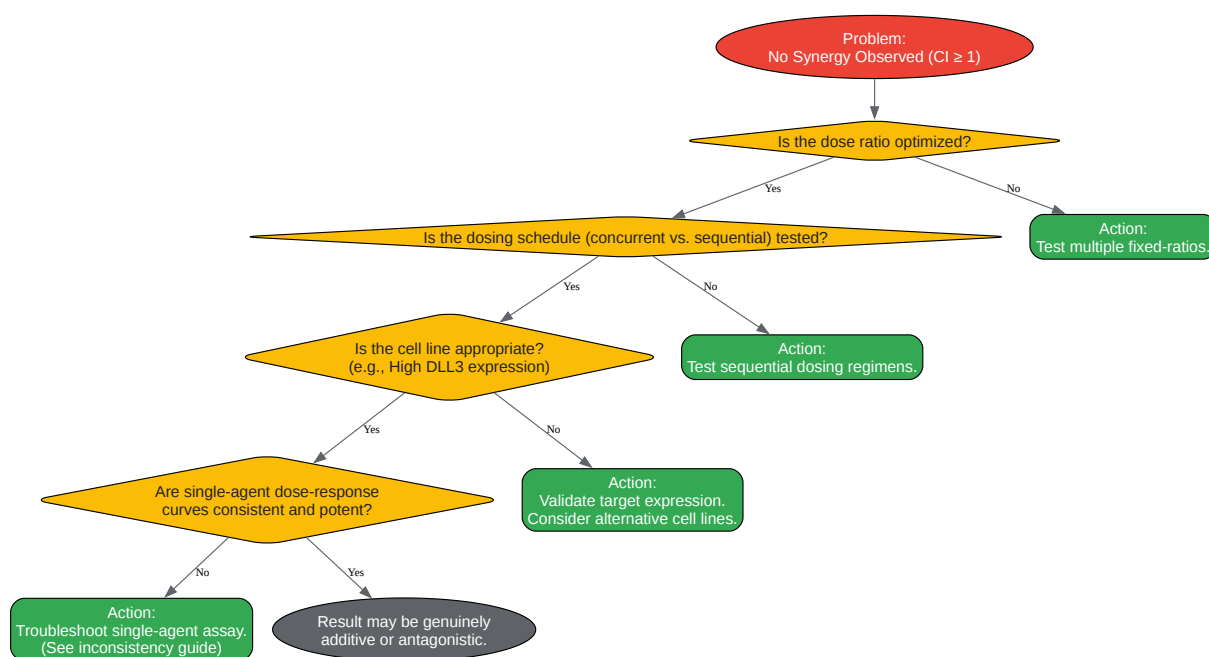 Problem:
No Synergy Observed (CI ≥ 1)
Is the dose ratio optimized?
Yes
No
Action:
Test multiple fixed-ratios.
Is the dosing schedule (concurrent vs. sequential) tested?
Yes
No
Action:
Test sequential dosing regimens.
Is the cell line appropriate?
(e.g., High DLL3 expression)
Yes
No
Action:
Validate target expression.
Consider alternative cell lines.
Are single-agent dose-response
curves consistent and potent?
No
Yes
Action:
Troubleshoot single-agent assay.
(See inconsistency guide)
Result may be genuinely
additive or antagonistic.